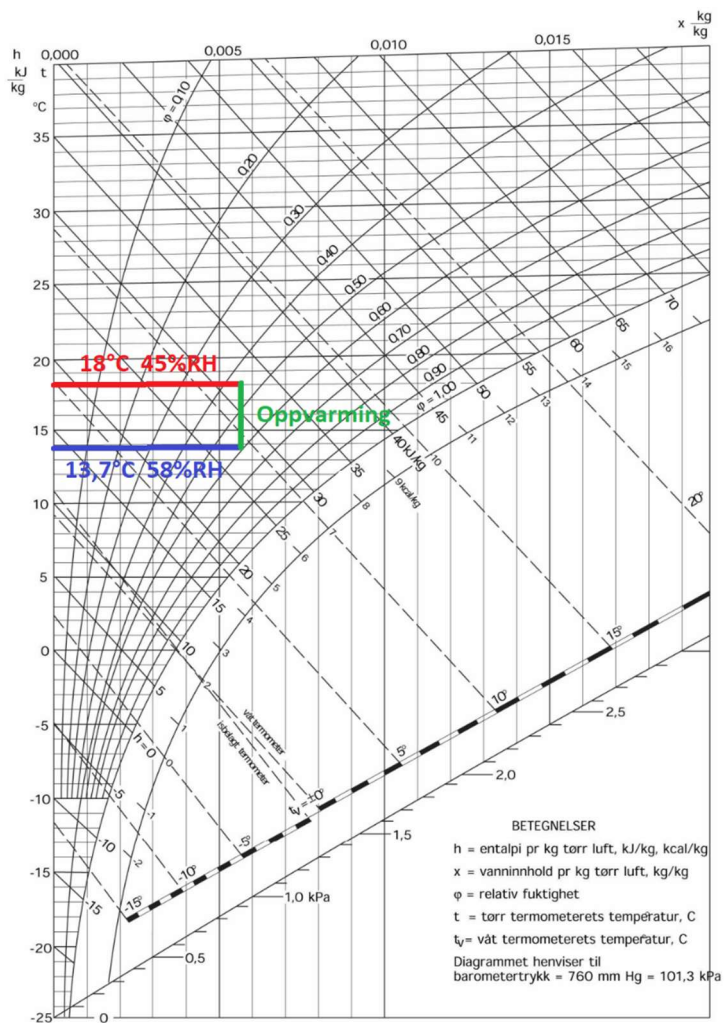 h 0,000 0,005 0,010 0,015 x kg/kg
kJ/kg t
°C
φ = 0,10
35
0,20
30
0,30
0,40
25
0,50
0,60
70
0,70
65
16
20
0,80
60
15
18°C 45%RH
0,90
55
14
φ = 1,00
50
13
Oppvarming
45
12
15
40 kJ/kg
11
13,7°C 58%RH
35
10
9 kcal/kg
20°
10
30
8
25
7
6
5
20
5
15
4
15°
0
10
3
2
våt termometer
isbelagt termometer
-5
5
1
10°
2,5
h=0
0
5°
2,0
-10
-5
-1
tv=±0°
-10
-2
-5°
1,5
-15
-15
-10°
-15°
1,0 kPa
-20
0,5
-25
0
BETEGNELSER
h = entalpi pr kg tørr luft, kJ/kg, kcal/kg
x = vanninnhold pr kg tørr luft, kg/kg
φ = relativ fuktighet
t = tørr termometerets temperatur, C
tv= våt termometerets temperatur, C
Diagrammet henviser til
barometertrykk = 760 mm Hg = 101,3 kPa